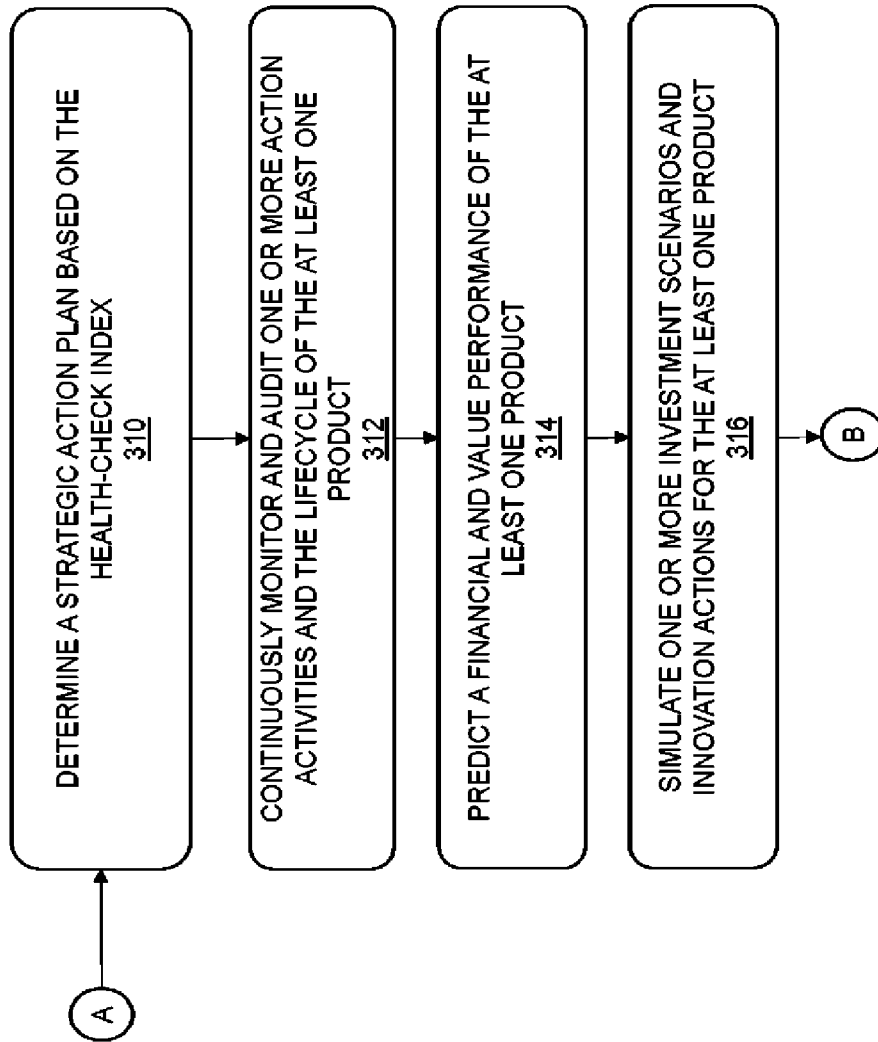 A
DETERMINE A STRATEGIC ACTION PLAN BASED ON THE
HEALTH-CHECK INDEX
310
CONTINUOUSLY MONITOR AND AUDIT ONE OR MORE ACTION
ACTIVITIES AND THE LIFECYCLE OF THE AT LEAST ONE
PRODUCT
312
PREDICT A FINANCIAL AND VALUE PERFORMANCE OF THE AT
LEAST ONE PRODUCT
314
SIMULATE ONE OR MORE INVESTMENT SCENARIOS AND
INNOVATION ACTIONS FOR THE AT LEAST ONE PRODUCT
316
B